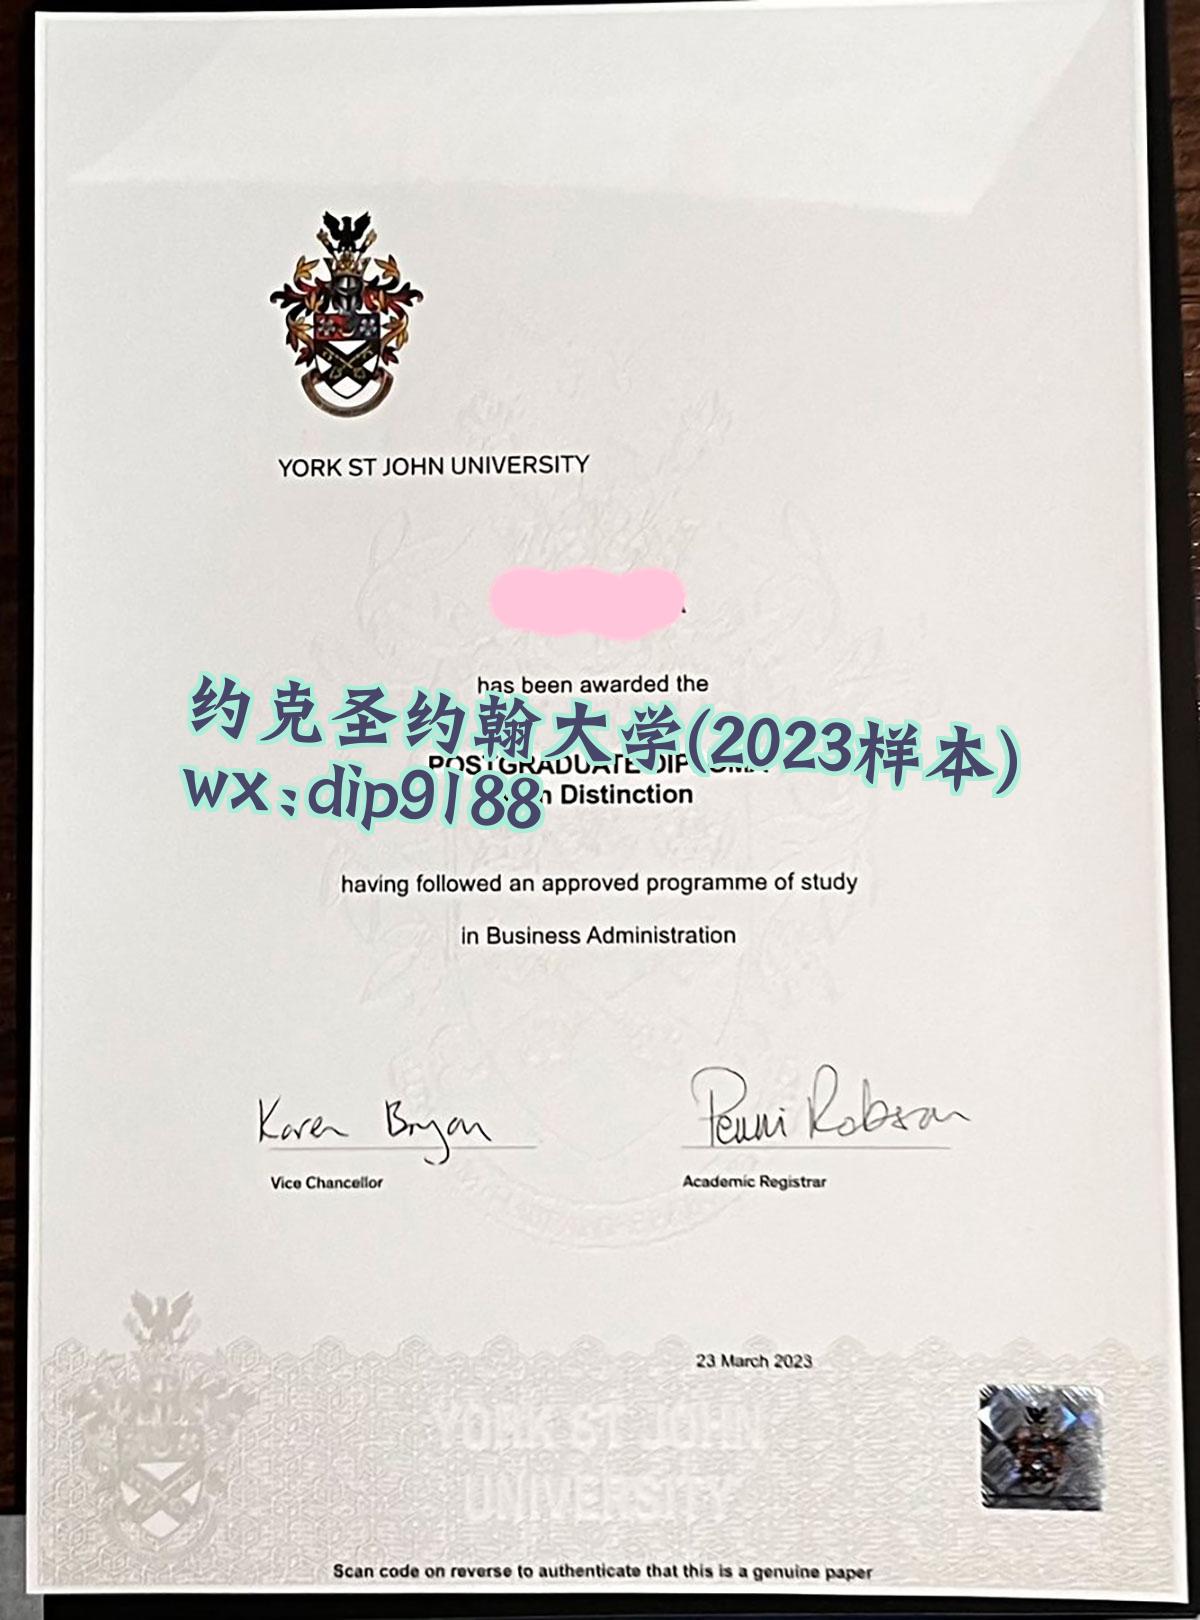 YORK ST JOHN UNIVERSITY
has been awarded the
约克圣约翰大学(2023样本)
POSTGRADUATE DIPLOMA
wx:dip9188
Distinction
having followed an approved programme of study
in Business Administration
Karen Bryan
Penni Robson
Vice Chancellor
Academic Registrar
23 March 2023
YORK ST JOHN
UNIVERSITY
Scan code on reverse to authenticate that this is a genuine paper